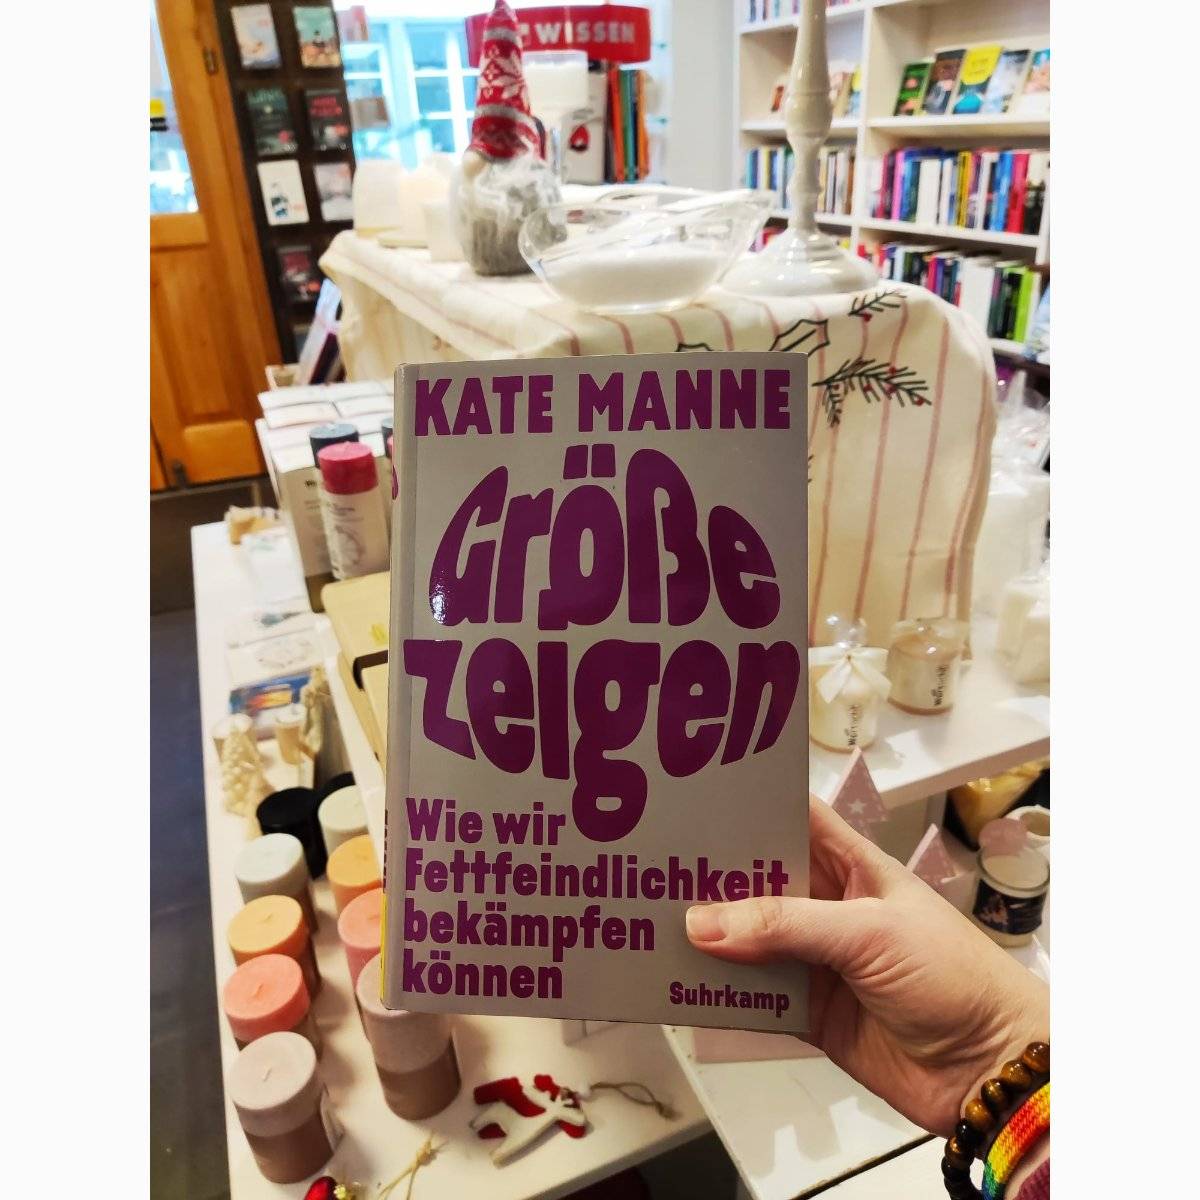 WISSEN
KATE MANNE
Größe
zeigen
Wie wir
Fettfeindlichkeit
bekämpfen
können
Suhrkamp